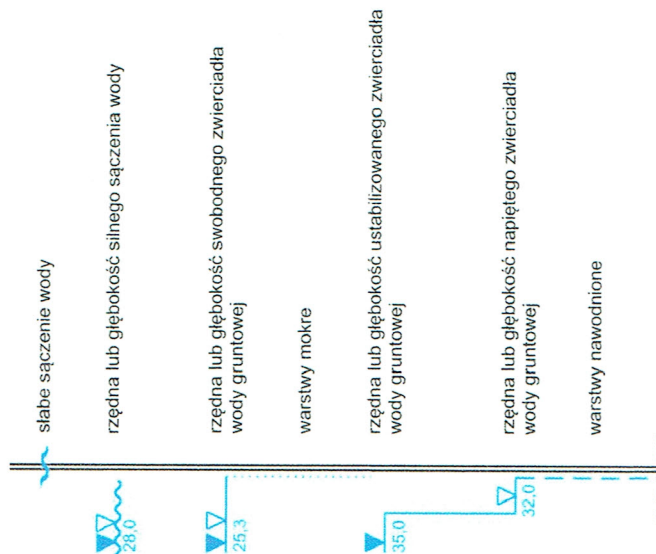 słabe sączenie wody
rzędna lub głębokość silnego sączenia wody
28,0
rzędna lub głębokość swobodnego zwierciadła
wody gruntowej
25,3
warstwy mokre
rzędna lub głębokość ustabilizowanego zwierciadła
wody gruntowej
35,0
rzędna lub głębokość napiętego zwierciadła
wody gruntowej
32,0
warstwy nawodnione